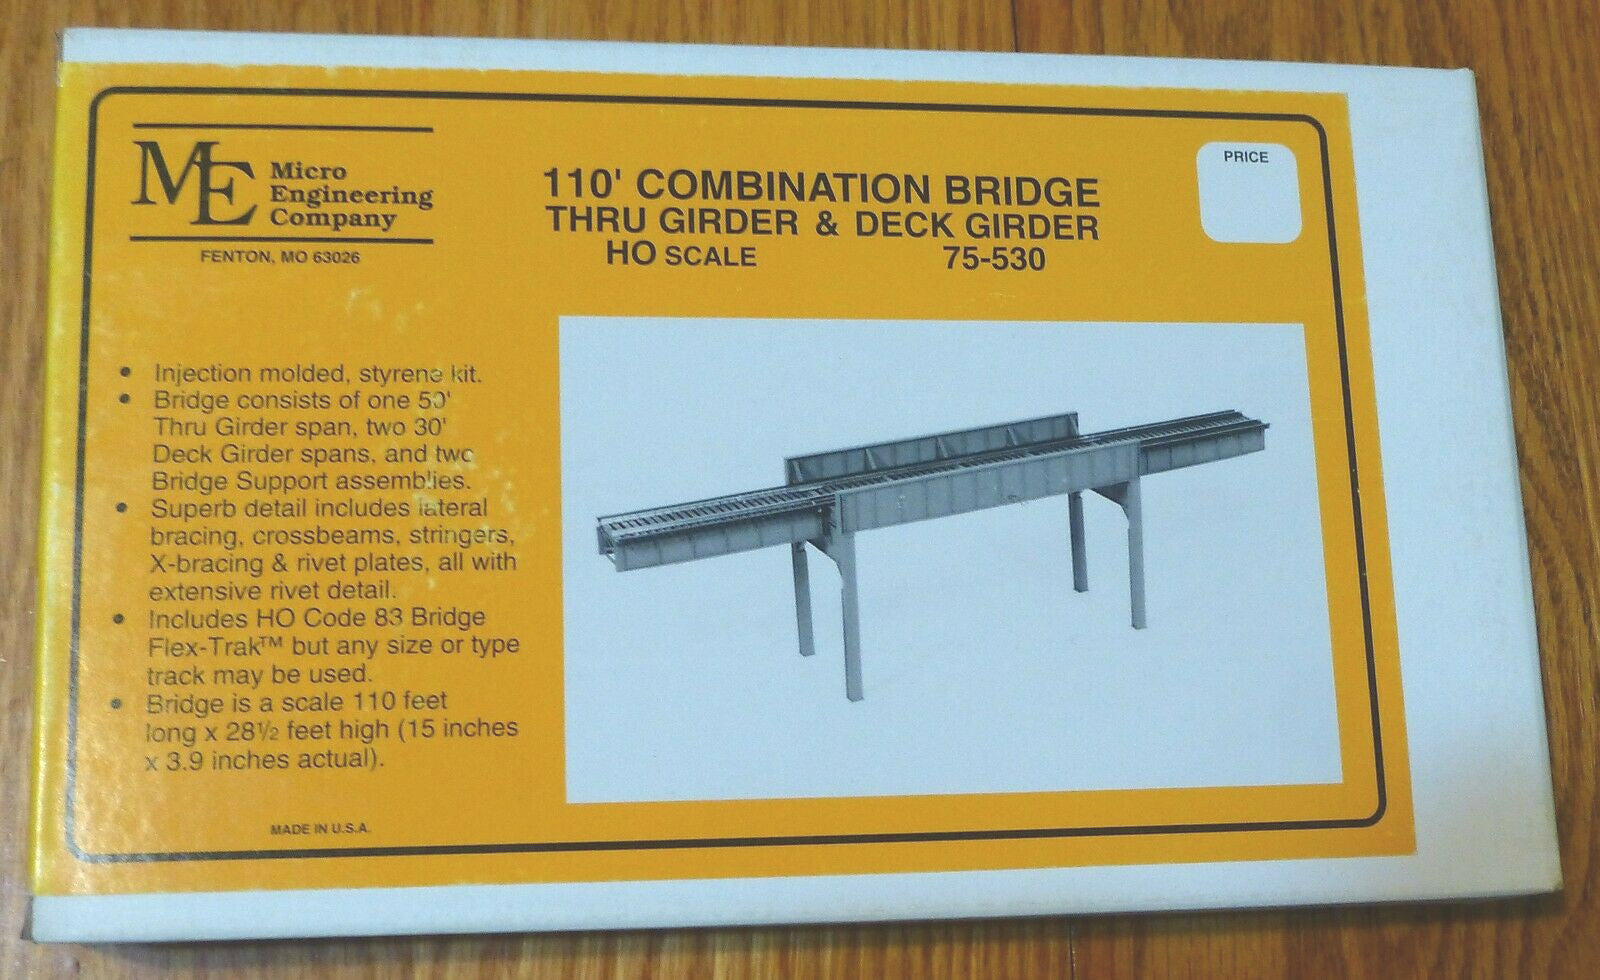 ME Micro
Engineering
Company
FENTON, MO 63026
110' COMBINATION BRIDGE
THRU GIRDER & DECK GIRDER
HO SCALE 75-530
PRICE
• Injection molded, styrene kit.
• Bridge consists of one 50'
Thru Girder span, two 30'
Deck Girder spans, and two
Bridge Support assemblies.
• Superb detail includes lateral
bracing, crossbeams, stringers,
X-bracing & rivet plates, all with
extensive rivet detail.
• Includes HO Code 83 Bridge
Flex-Trak™ but any size or type
track may be used.
• Bridge is a scale 110 feet
long x 28½ feet high (15 inches
x 3.9 inches actual).
MADE IN U.S.A.